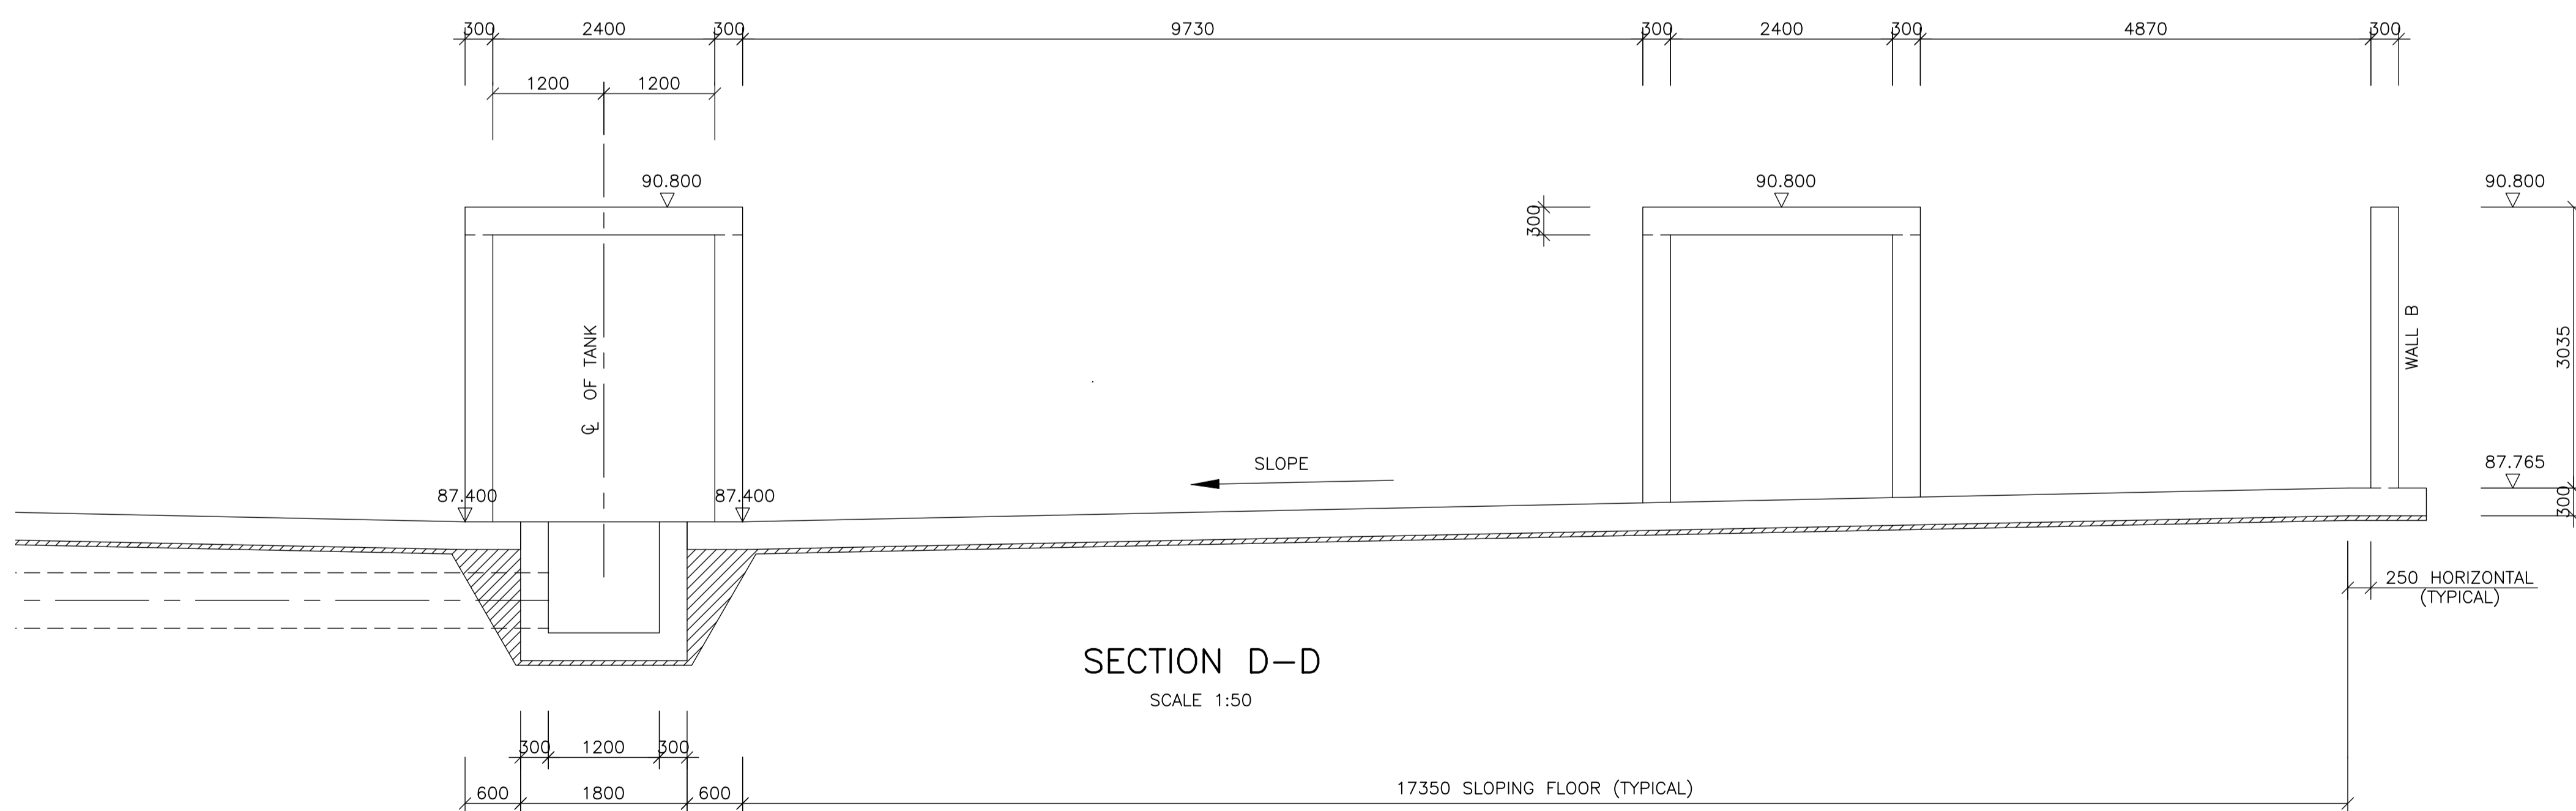 300 2400 300 9730 300 2400 300 4870 300
1200 1200
90.800 90.800 90.800
300
℄ OF TANK
WALL B
3035
SLOPE
87.765
87.400 87.400
300
250 HORIZONTAL
(TYPICAL)
SECTION D-D
SCALE 1:50
300 1200 300
600 1800 600 17350 SLOPING FLOOR (TYPICAL)